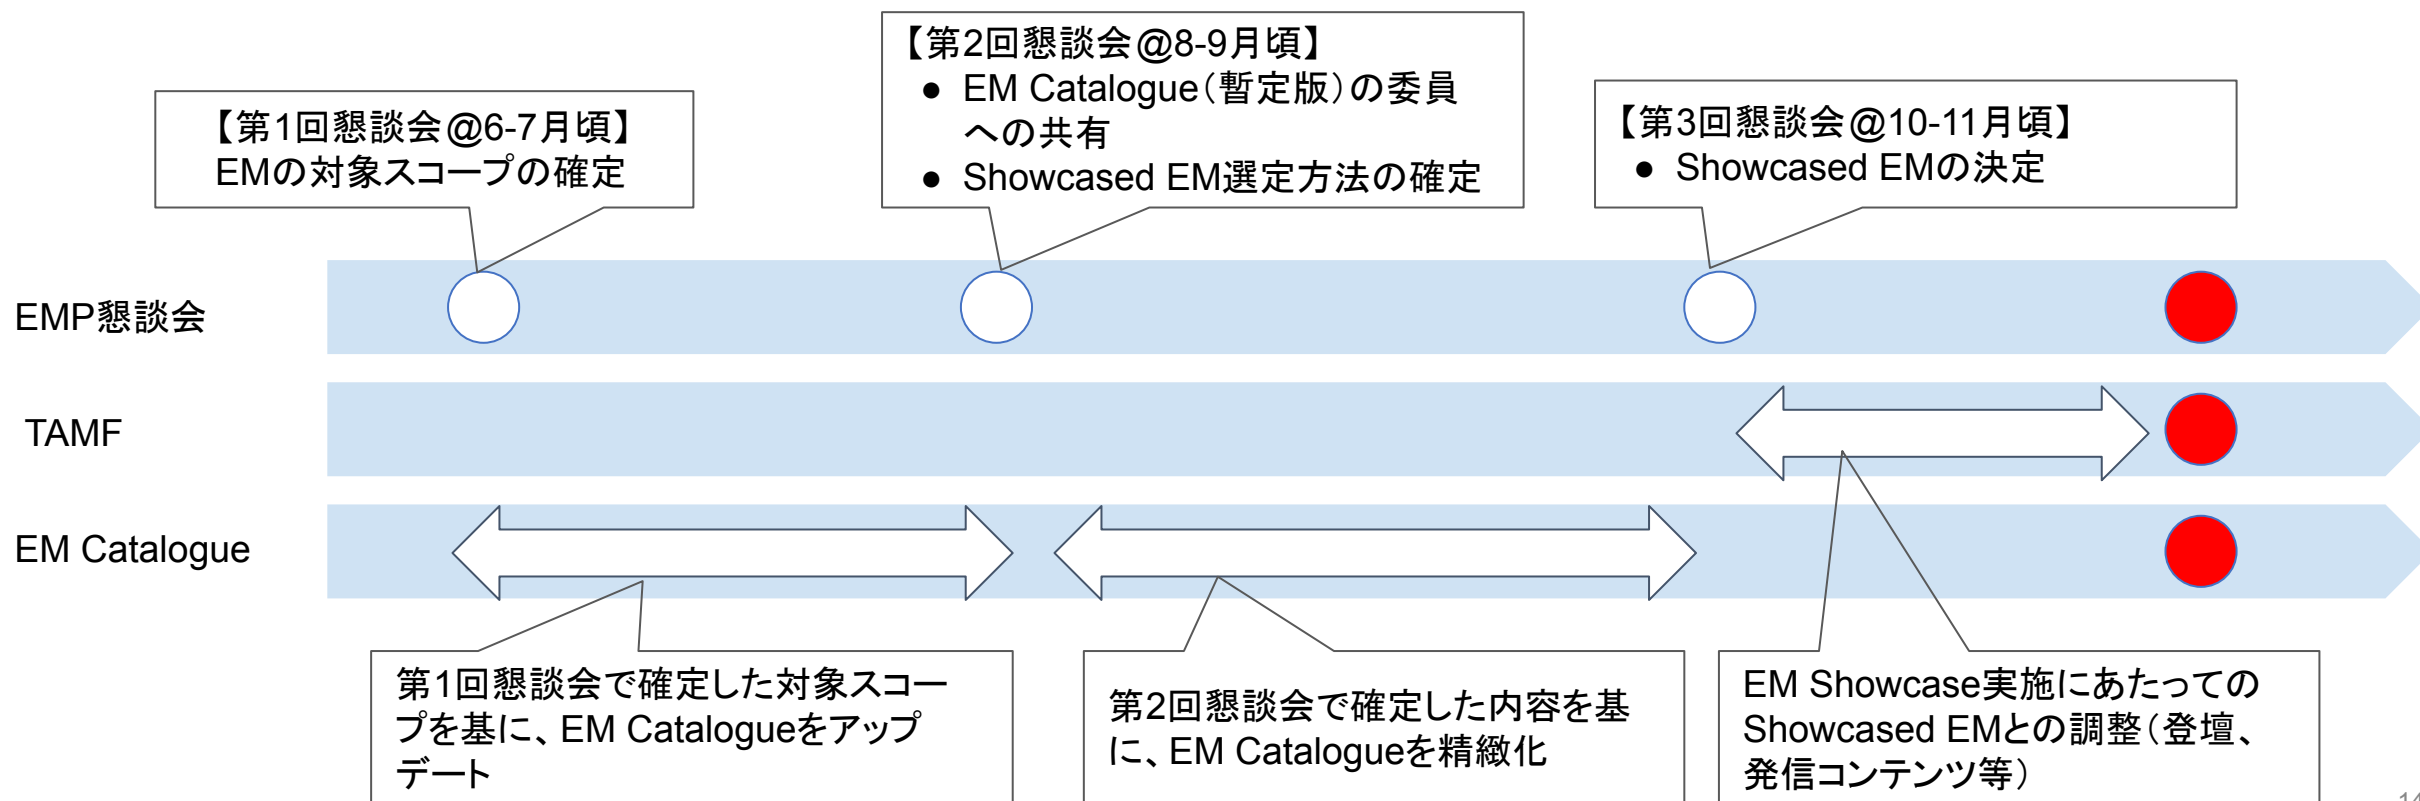 【第1回懇談会@6-7月頃】
EMの対象スコープの確定
【第2回懇談会@8-9月頃】
● EM Catalogue（暫定版）の委員
への共有
● Showcased EM選定方法の確定
【第3回懇談会@10-11月頃】
● Showcased EMの決定
EMP懇談会
TAMF
EM Catalogue
第1回懇談会で確定した対象スコー
プを基に、EM Catalogueをアップ
デート
第2回懇談会で確定した内容を基
に、EM Catalogueを精緻化
EM Showcase実施にあたっての
Showcased EMとの調整（登壇、
発信コンテンツ等）